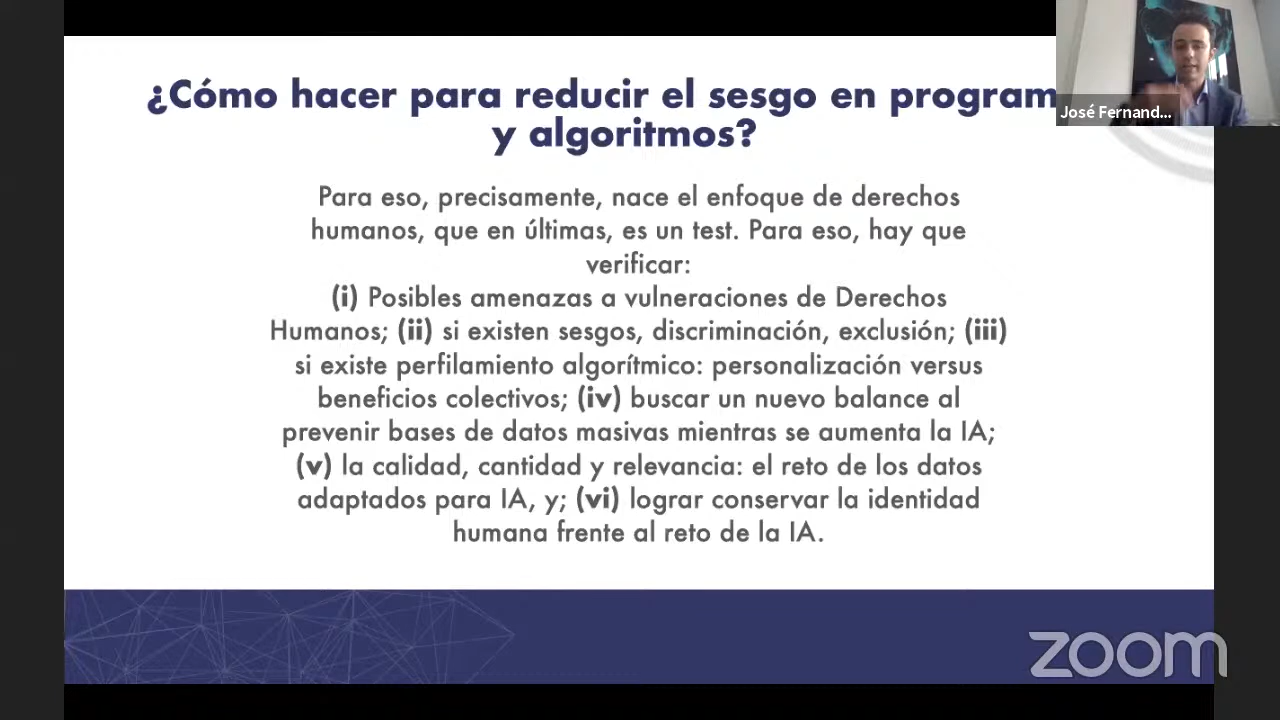 ¿Cómo hacer para reducir el sesgo en program
y algoritmos?
Para eso, precisamente, nace el enfoque de derechos
humanos, que en últimas, es un test. Para eso, hay que
verificar:
(i) Posibles amenazas a vulneraciones de Derechos
Humanos; (ii) si existen sesgos, discriminación, exclusión; (iii)
si existe perfilamiento algorítmico: personalización versus
beneficios colectivos; (iv) buscar un nuevo balance al
prevenir bases de datos masivas mientras se aumenta la IA;
(v) la calidad, cantidad y relevancia: el reto de los datos
adaptados para IA, y; (vi) lograr conservar la identidad
humana frente al reto de la IA.
José Fernand...
zoom